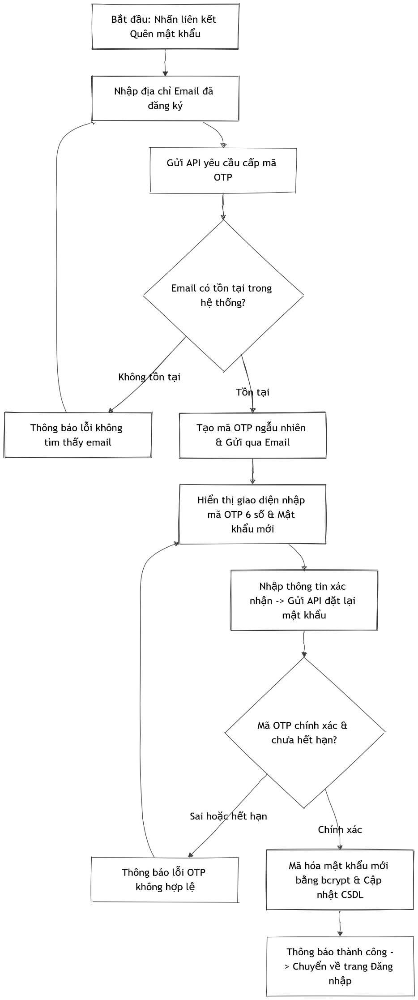 Bắt đầu: Nhấn liên kết
Quên mật khẩu
Nhập địa chỉ Email đã
đăng ký
Gửi API yêu cầu cấp mã
OTP
Email có tồn tại trong
hệ thống?
Không tồn tại
Tồn tại
Thông báo lỗi không
tìm thấy email
Tạo mã OTP ngẫu nhiên
& Gửi qua Email
Hiển thị giao diện nhập
mã OTP 6 số & Mật
khẩu mới
Nhập thông tin xác
nhận -> Gửi API đặt lại
mật khẩu
Mã OTP chính xác &
chưa hết hạn?
Sai hoặc hết hạn
Chính xác
Thông báo lỗi OTP
không hợp lệ
Mã hóa mật khẩu mới
bằng bcrypt & Cập
nhật CSDL
Thông báo thành công -
> Chuyển về trang Đăng
nhập